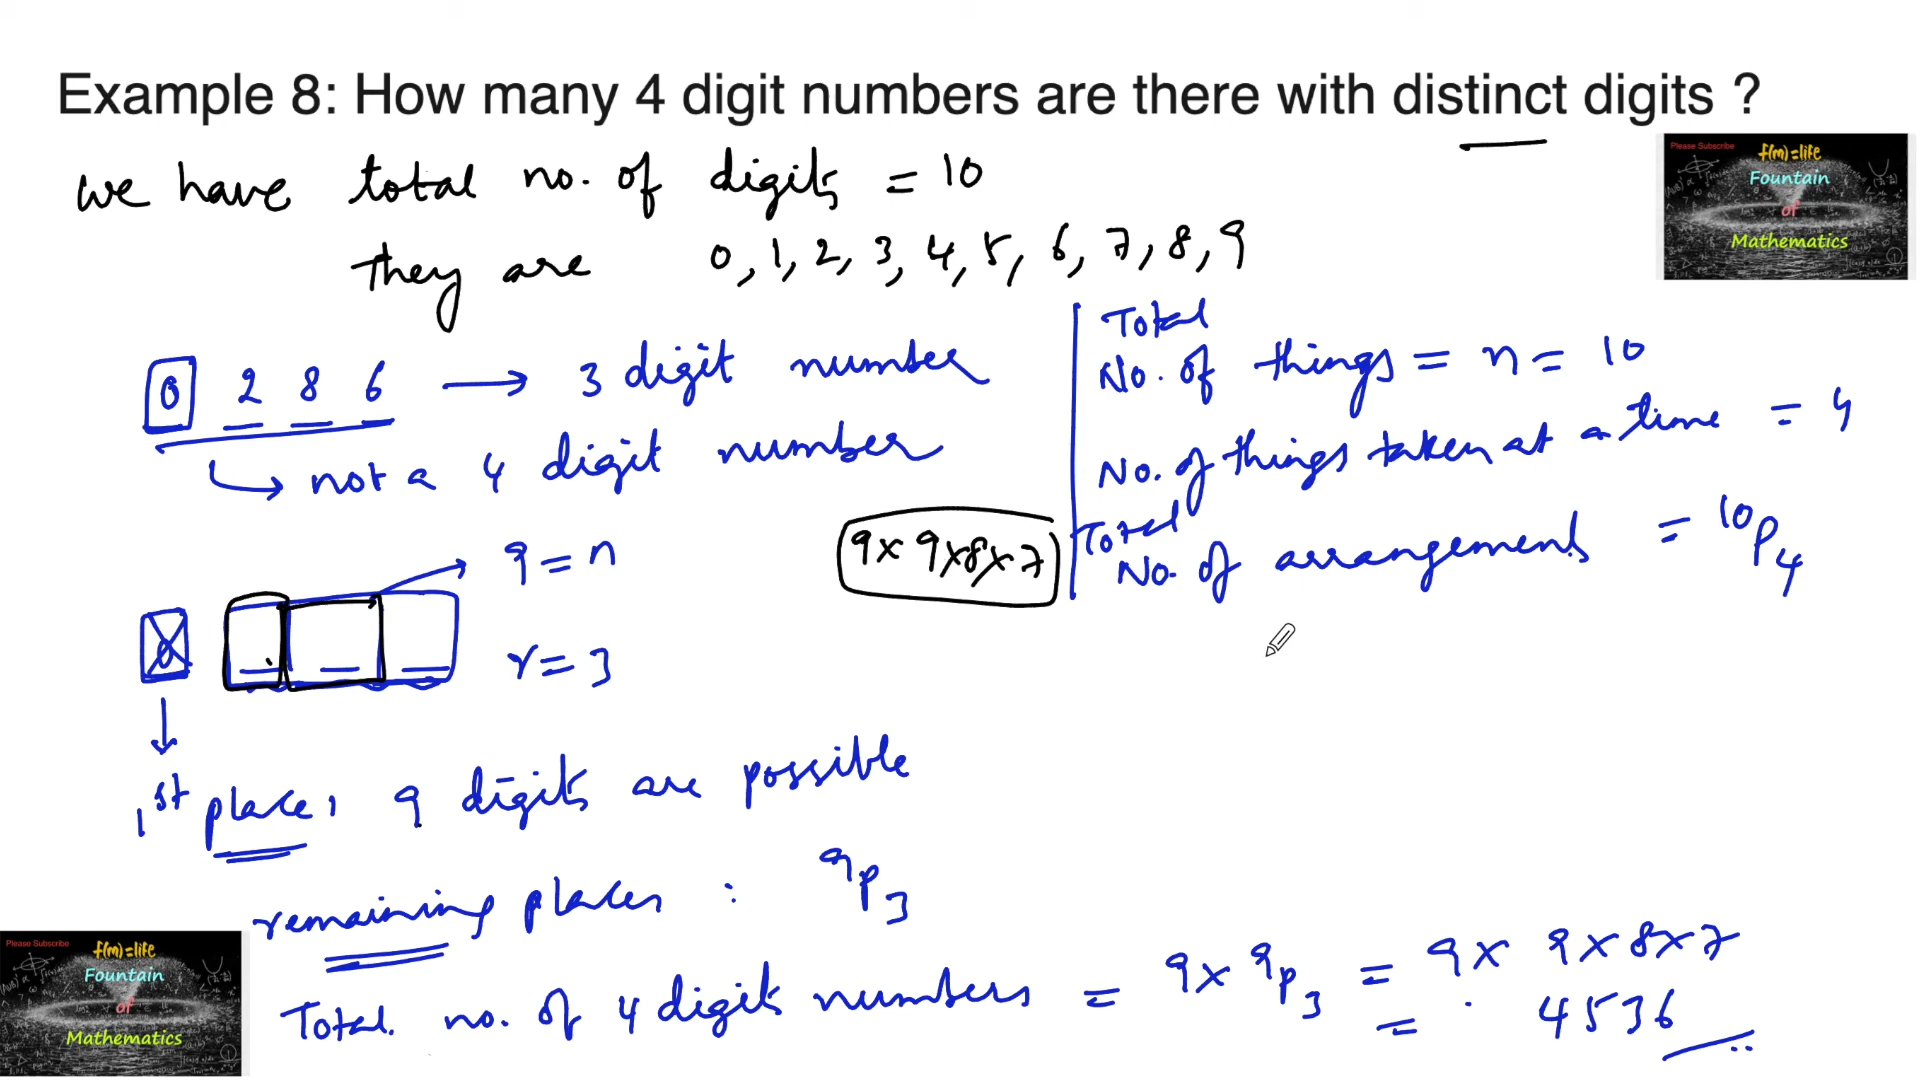 Example 8: How many 4 digit numbers are there with distinct digits ?
we have total no. of digits = 10
they are 0, 1, 2, 3, 4, 5, 6, 7, 8, 9
0 2 8 6 → 3 digit number
not a 4 digit number
9 = n
0
r = 3
1st place, 9 digits are possible
remaining places : 9P3
Total. no. of 4 digit numbers = 9 x 9P3 = 9 x 9 x 8 x 7
= 4536
9 x 9 x 8 x 7
Total
No. of things = n = 10
No. of things taken at a time = 4
Total
No. of arrangements = 10P4
Please Subscribe
f(m)=life
Fountain
of
Mathematics
Please Subscribe
f(m)=life
Fountain
of
Mathematics